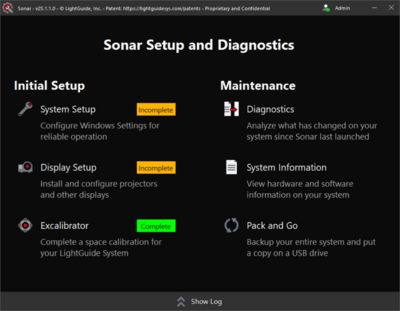 Sonar - v25.1.1.0 - © LightGuide, Inc. - Patent: https://lightguidesys.com/patents - Proprietary and Confidential
Admin
Sonar Setup and Diagnostics
Initial Setup
System Setup
Incomplete
Configure Windows Settings for
reliable operation
Display Setup
Incomplete
Install and configure projectors
and other displays
Excalibrator
Complete
Complete a space calibration for
your LightGuide System
Maintenance
Diagnostics
Analyze what has changed on your
system since Sonar last launched
System Information
View hardware and software
information on your system
Pack and Go
Backup your entire system and put
a copy on a USB drive
Show Log